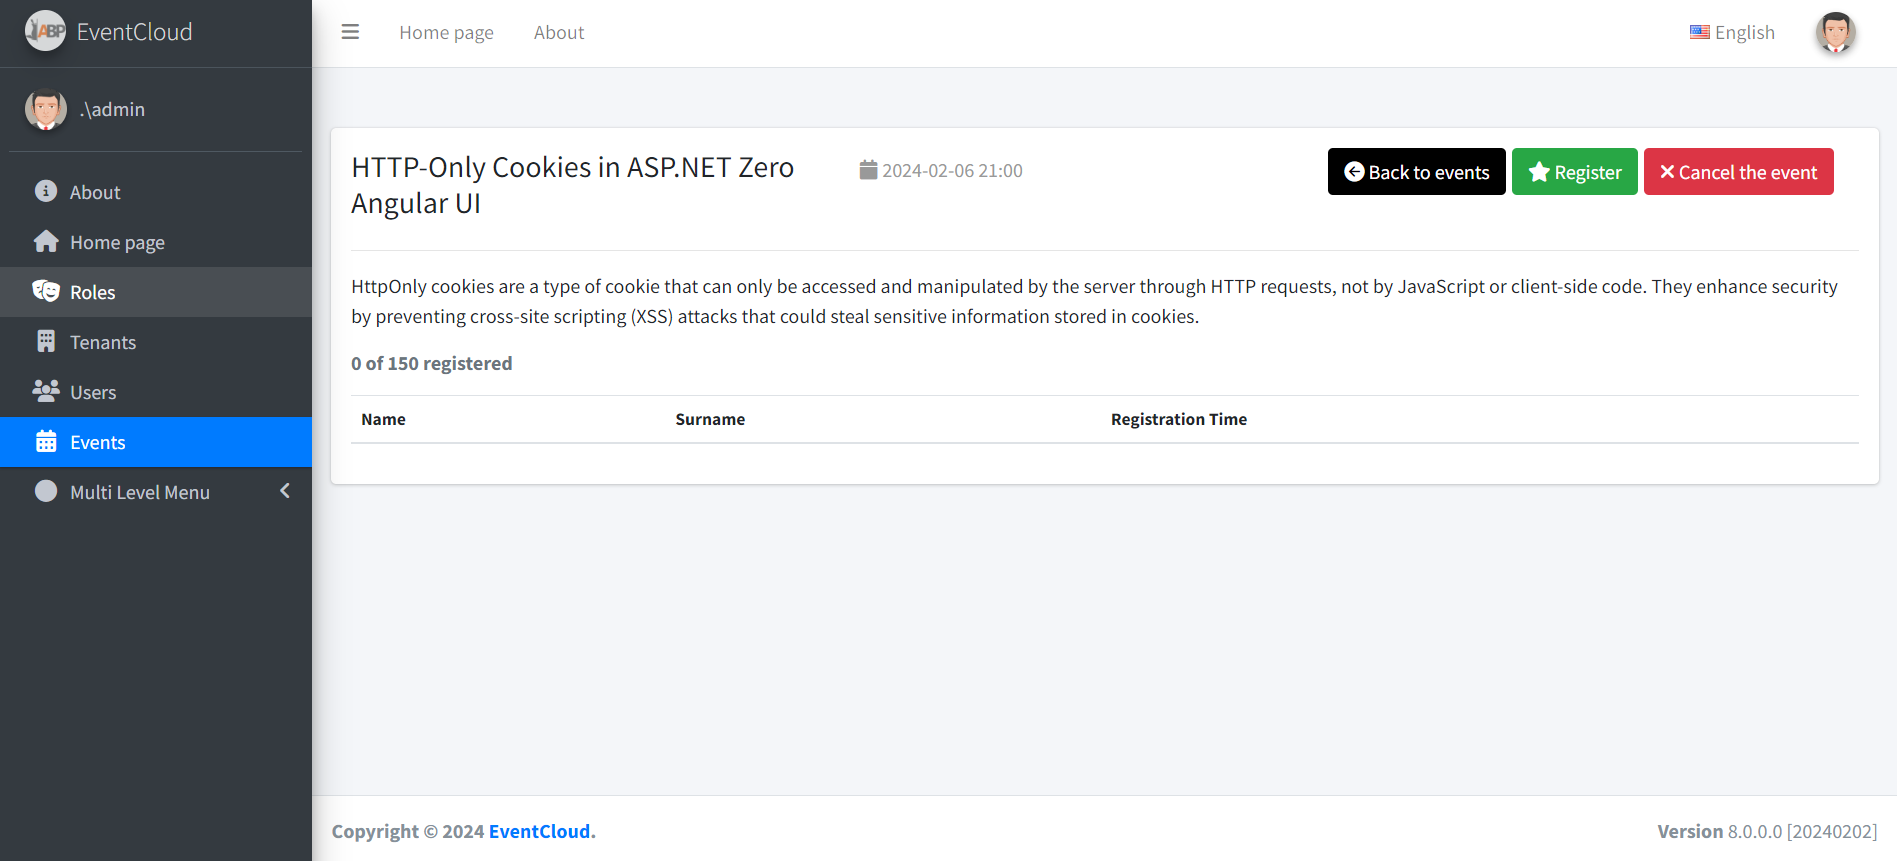 ABP EventCloud
Home page
About
English
.\admin
About
Home page
Roles
Tenants
Users
Events
Multi Level Menu
HTTP-Only Cookies in ASP.NET Zero
Angular UI
2024-02-06 21:00
Back to events
Register
Cancel the event
HttpOnly cookies are a type of cookie that can only be accessed and manipulated by the server through HTTP requests, not by JavaScript or client-side code. They enhance security
by preventing cross-site scripting (XSS) attacks that could steal sensitive information stored in cookies.
0 of 150 registered
Name Surname Registration Time
Copyright © 2024 EventCloud.
Version 8.0.0.0 [20240202]